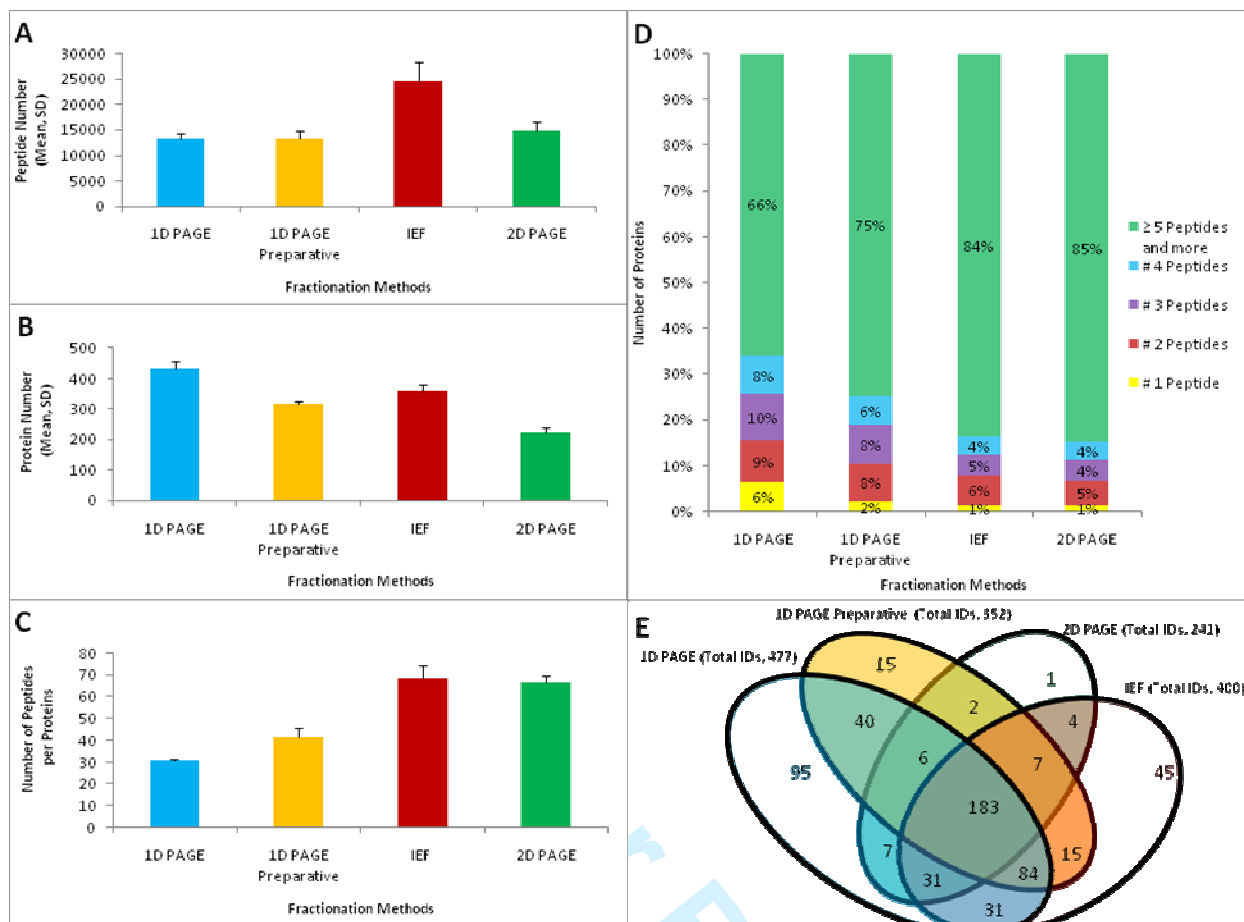 A
30000
25000
20000
15000
10000
5000
0
Peptide Number
(Mean, SD)
1D PAGE
1D PAGE
Preparative
IEF
2D PAGE
Fractionation Methods
B
500
400
300
200
100
0
Protein Number
(Mean, SD)
1D PAGE
1D PAGE
Preparative
IEF
2D PAGE
Fractionation Methods
C
80
70
60
50
40
30
20
10
0
Number of Peptides
per Proteins
1D PAGE
1D PAGE
Preparative
IEF
2D PAGE
Fractionation Methods
D
100%
90%
80%
70%
60%
50%
40%
30%
20%
10%
0%
Number of Proteins
66%
8%
10%
9%
6%
75%
6%
8%
8%
2%
84%
4%
5%
6%
1%
85%
4%
4%
5%
1%
1D PAGE
1D PAGE
Preparative
IEF
2D PAGE
Fractionation Methods
≥ 5 Peptides
and more
# 4 Peptides
# 3 Peptides
# 2 Peptides
# 1 Peptide
E
1D PAGE Preparative (Total IDs, 352)
2D PAGE (Total IDs, 241)
1D PAGE (Total IDs, 477)
IEF (Total IDs, 400)
15
1
2
40
4
6
7
95
45
183
7
15
31
84
31